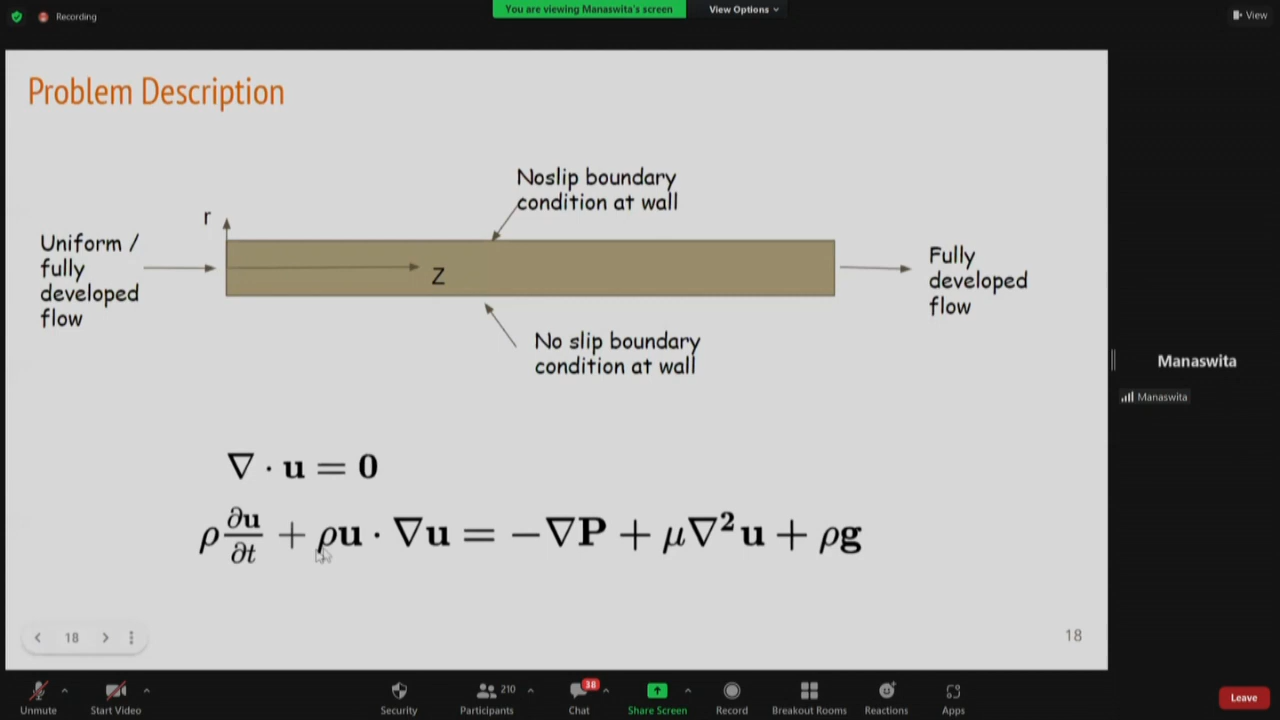 Recording
You are viewing Manaswita's screen
View Options
View
Problem Description
Noslip boundary
condition at wall
r
Uniform /
fully
developed
flow
Z
Fully
developed
flow
No slip boundary
condition at wall
∇ · u = 0
ρ ∂u/∂t + ρu · ∇u = −∇P + μ∇²u + ρg
18
18
Manaswita
Manaswita
Unmute
Start Video
Security
210
Participants
38
Chat
Share Screen
Record
Breakout Rooms
Reactions
Apps
Leave